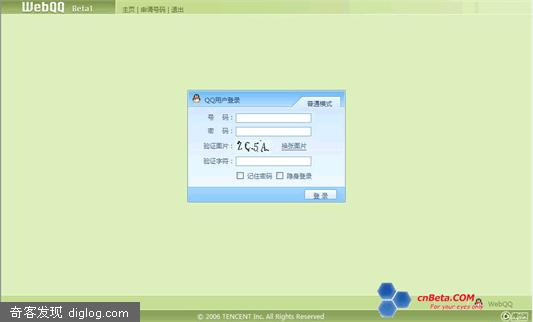 WebQQ Beta1
主页 | 申请号码 | 退出
QQ用户登录
普通模式
号 码：
密 码：
验证图片： 换张图片
验证字符：
记住密码 隐身登录
登 录
cnBeta.COM
For your eyes only
WebQQ
奇客发现 diglog.com
© 2006 TENCENT Inc. All Rights Reserved